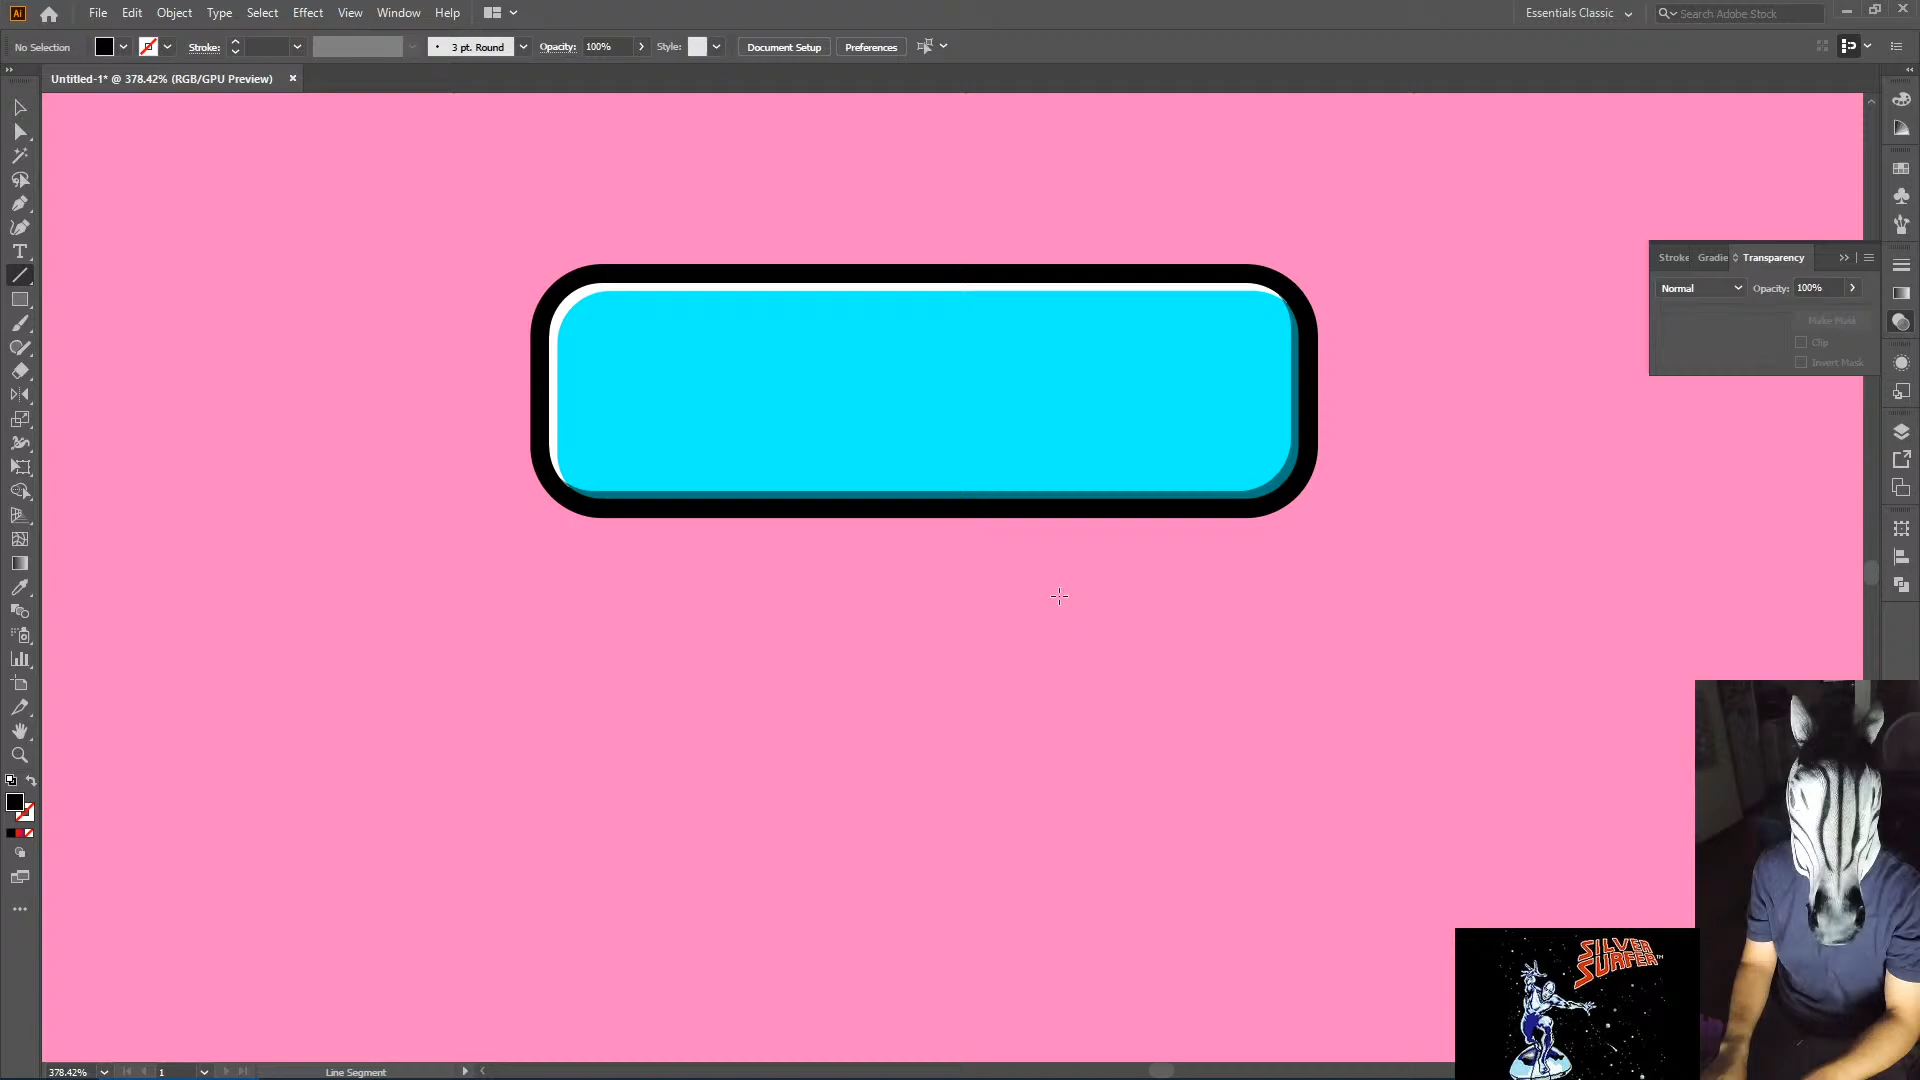 Ai File Edit Object Type Select Effect View Window Help Essentials Classic Search Adobe Stock
No Selection Stroke: 3 pt. Round Opacity: 100% Style: Document Setup Preferences
Untitled-1* @ 378.42% (RGB/GPU Preview)
Stroke Gradie Transparency
Normal Opacity: 100%
Make Mask
Clip
Invert Mask
SILVER
SURFER™
378.42% 1 Line Segment